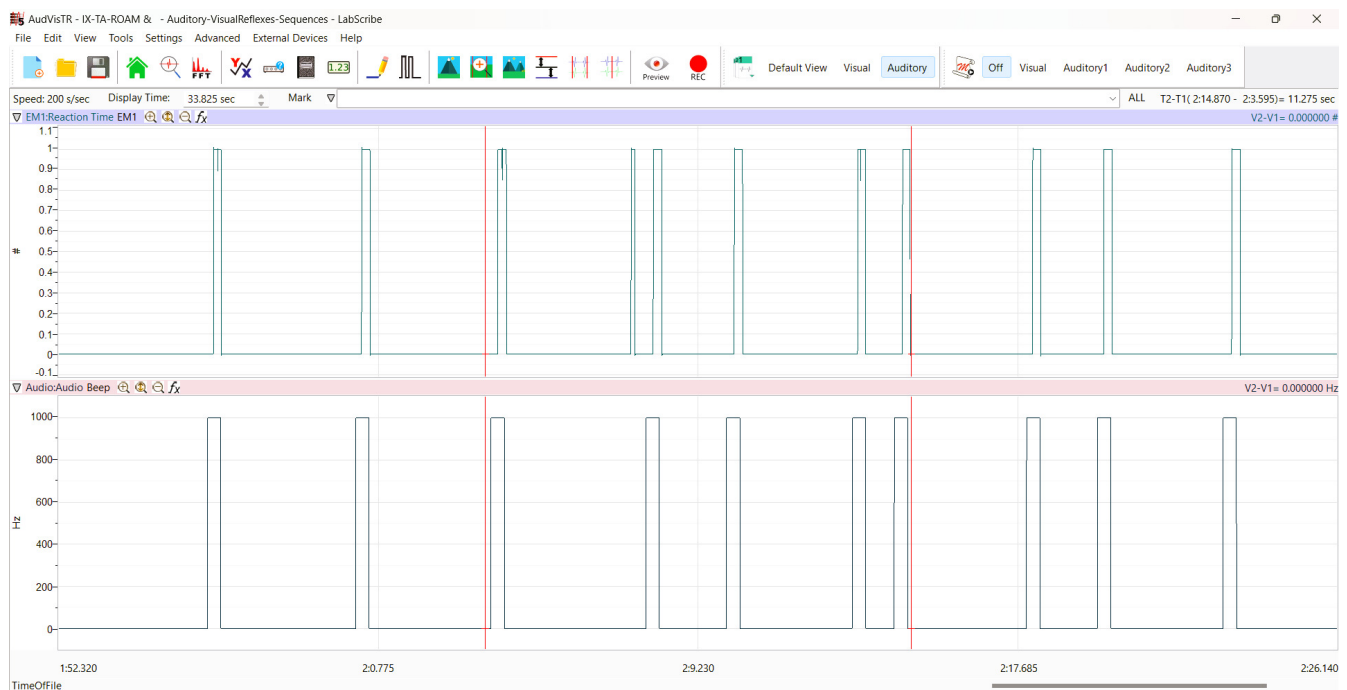 AudVisTR - IX-TA-ROAM & - Auditory-VisualReflexes-Sequences - LabScribe
File Edit View Tools Settings Advanced External Devices Help
FFT Y X 1.23 Preview REC Default View Visual Auditory Off Visual Auditory1 Auditory2 Auditory3
Speed: 200 s/sec Display Time: 33.825 sec Mark ALL T2-T1( 2:14.870 - 2:3.595)= 11.275 sec
EM1:Reaction Time EM1 fx V2-V1= 0.000000 #
1.1
1
0.9
0.8
0.7
0.6
#
0.5
0.4
0.3
0.2
0.1
0
-0.1
Audio:Audio Beep fx V2-V1= 0.000000 Hz
1000
800
600
Hz
400
200
0
1:52.320 2:0.775 2:9.230 2:17.685 2:26.140
TimeOfFile